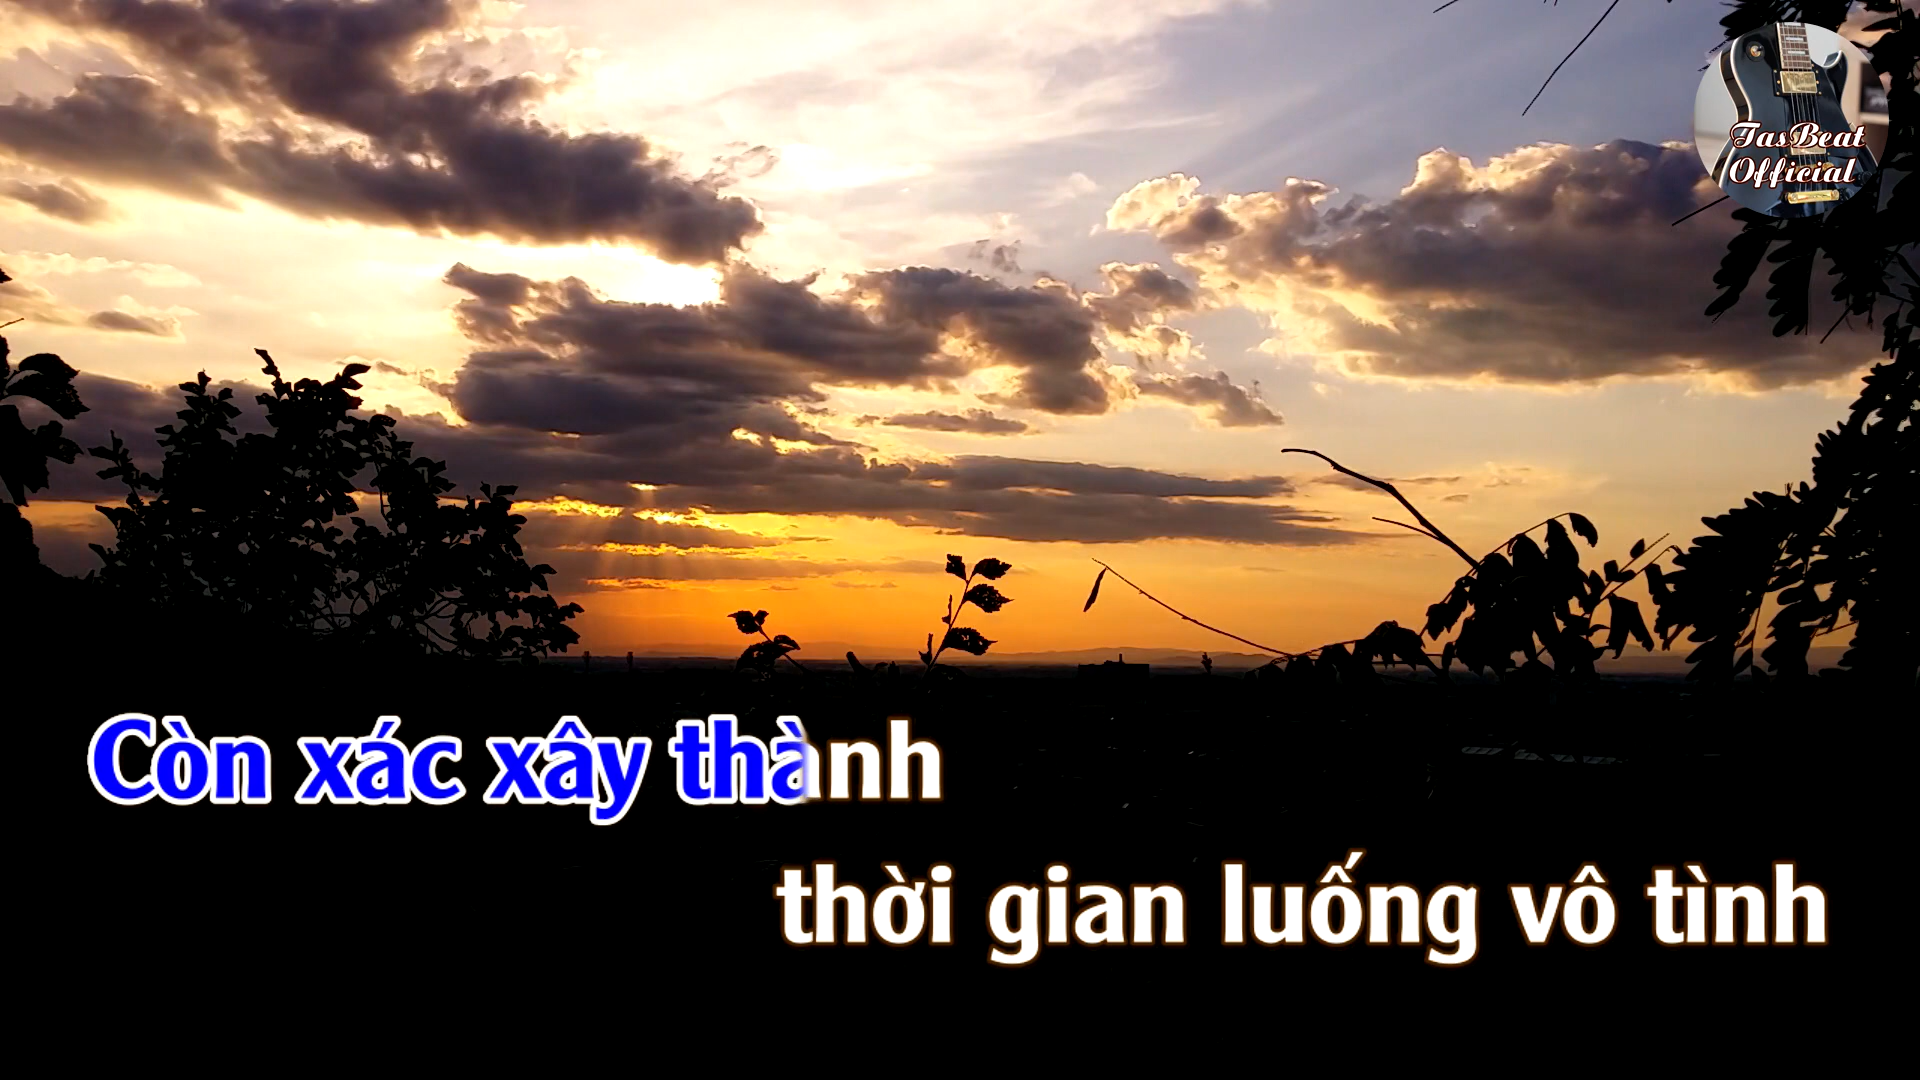 TasBeat
Official
Còn xác xây thành
thời gian luống vô tình